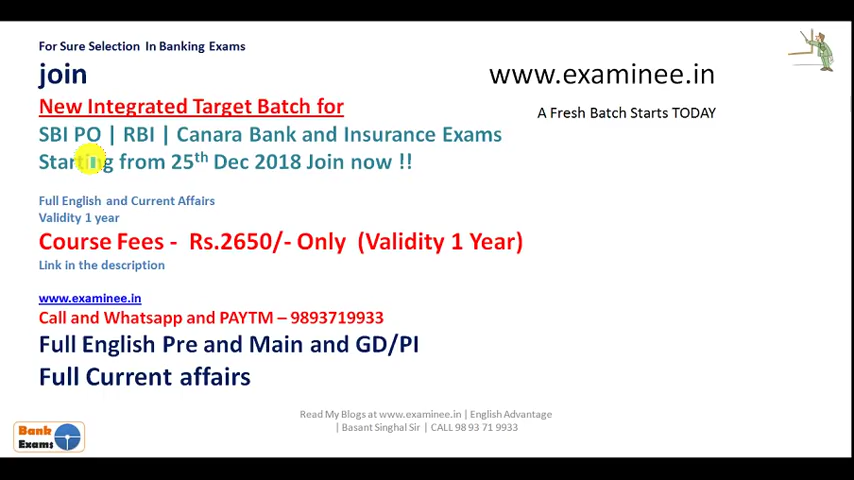 For Sure Selection In Banking Exams
join
www.examinee.in
New Integrated Target Batch for
A Fresh Batch Starts TODAY
SBI PO | RBI | Canara Bank and Insurance Exams
Starting from 25th Dec 2018 Join now !!
Full English and Current Affairs
Validity 1 year
Course Fees - Rs.2650/- Only (Validity 1 Year)
Link in the description
www.examinee.in
Call and Whatsapp and PAYTM – 9893719933
Full English Pre and Main and GD/PI
Full Current affairs
Read My Blogs at www.examinee.in | English Advantage
| Basant Singhal Sir | CALL 98 93 71 9933
Bank
Exams